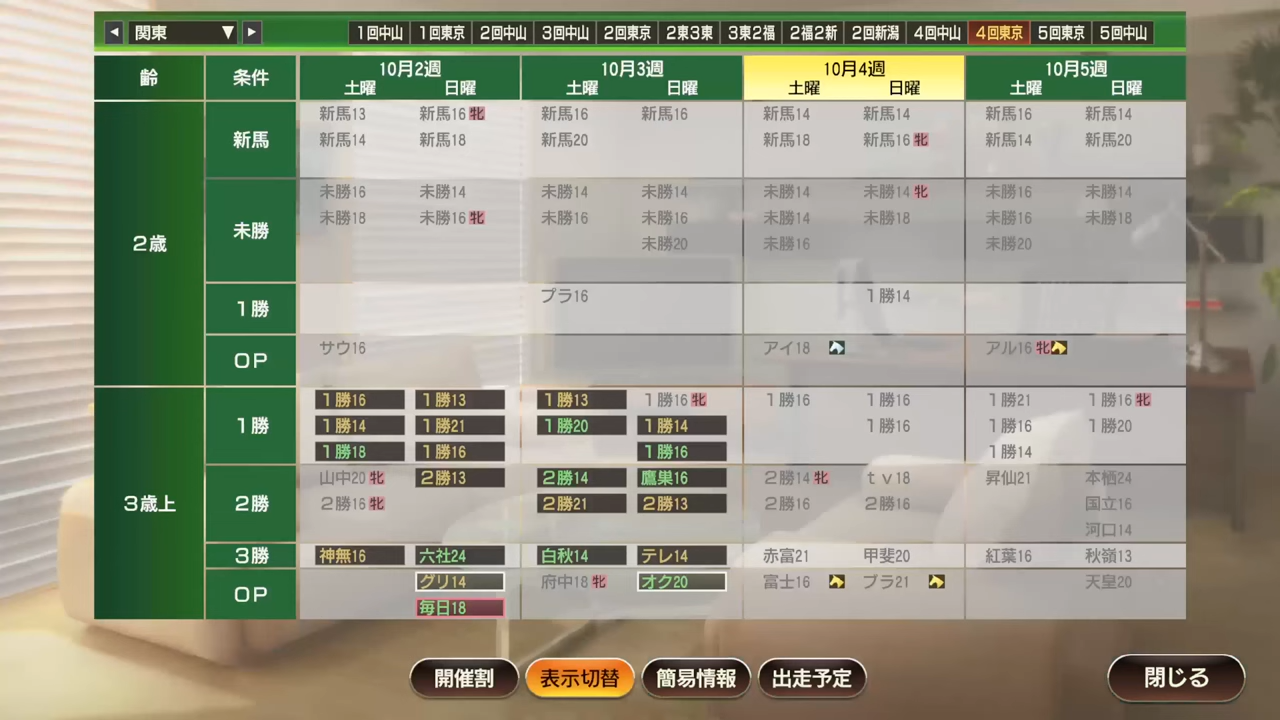 ◀ 関東 ▼ ▶ 1回中山 1回東京 2回中山 3回中山 2回東京 2東3東 3東2福 2福2新 2回新潟 4回中山 4回東京 5回東京 5回中山
齢 条件 10月2週 10月3週 10月4週 10月5週
土曜 日曜 土曜 日曜 土曜 日曜 土曜 日曜
2歳
新馬
新馬13 新馬16 牝 新馬16 新馬16 新馬14 新馬14 新馬16 新馬14
新馬14 新馬18 新馬20 新馬18 新馬16 牝 新馬14 新馬20
未勝
未勝16 未勝14 未勝14 未勝14 未勝14 未勝14 牝 未勝16 未勝14
未勝18 未勝16 牝 未勝16 未勝16 未勝14 未勝18 未勝16 未勝18
未勝20 未勝16 未勝20
1勝
プラ16 1勝14
OP
サウ16 アイ18 アル16 牝
3歳上
1勝
1勝16 1勝13 1勝13 1勝16 牝 1勝16 1勝16 1勝21 1勝16 牝
1勝14 1勝21 1勝20 1勝14 1勝16 1勝16 1勝20
1勝18 1勝16 1勝16 1勝14
2勝
山中20 牝 2勝13 2勝14 鷹巣16 2勝14 牝 tv18 昇仙21 本栖24
2勝16 牝 2勝21 2勝13 2勝16 2勝16 国立16
河口14
3勝
神無16 六社24 白秋14 テレ14 赤富21 甲斐20 紅葉16 秋嶺13
OP
グリ14 府中18 牝 オク20 富士16 ブラ21 天皇20
毎日18
開催割 表示切替 簡易情報 出走予定 閉じる